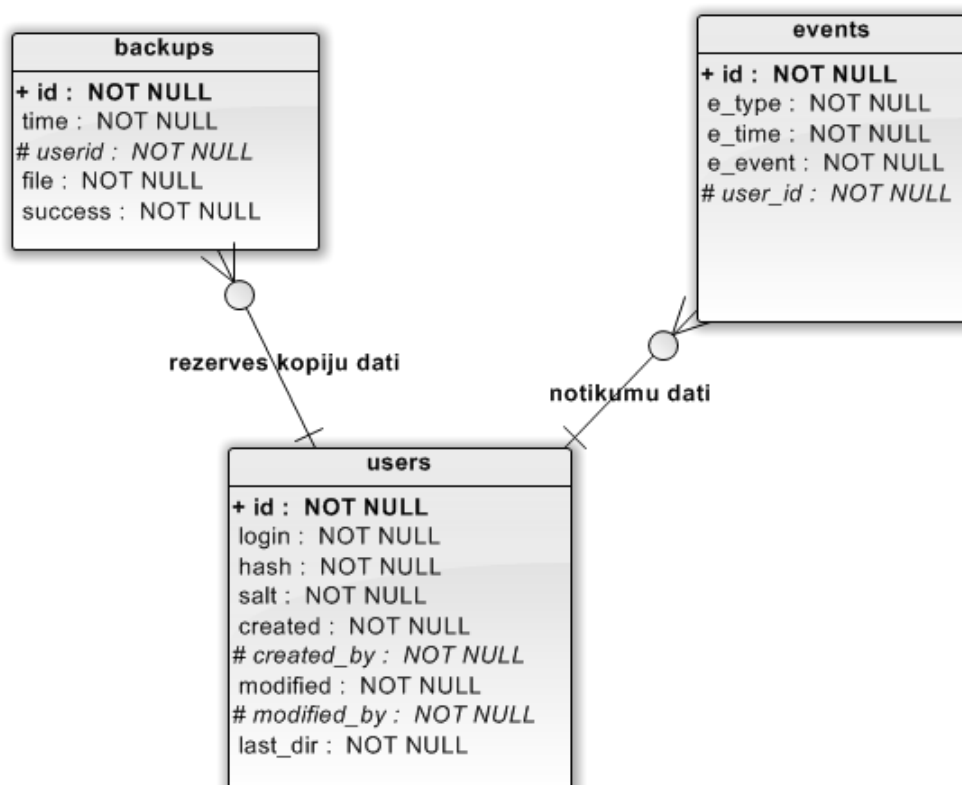 backups
+ id : NOT NULL
time : NOT NULL
# userid : NOT NULL
file : NOT NULL
success : NOT NULL
events
+ id : NOT NULL
e_type : NOT NULL
e_time : NOT NULL
e_event : NOT NULL
# user_id : NOT NULL
rezerves kopiju dati
notikumu dati
users
+ id : NOT NULL
login : NOT NULL
hash : NOT NULL
salt : NOT NULL
created : NOT NULL
# created_by : NOT NULL
modified : NOT NULL
# modified_by : NOT NULL
last_dir : NOT NULL